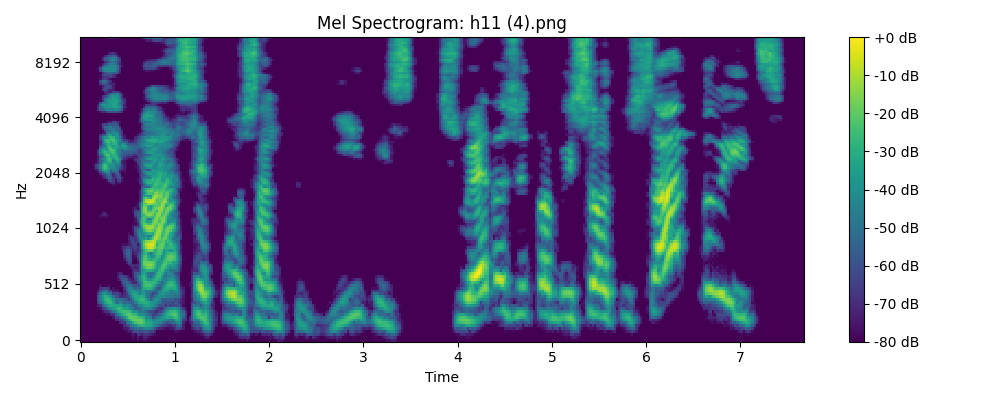 Mel Spectrogram: h11 (4).png
Hz
8192
4096
2048
1024
512
0
0 1 2 3 4 5 6 7
Time
+0 dB
-10 dB
-20 dB
-30 dB
-40 dB
-50 dB
-60 dB
-70 dB
-80 dB